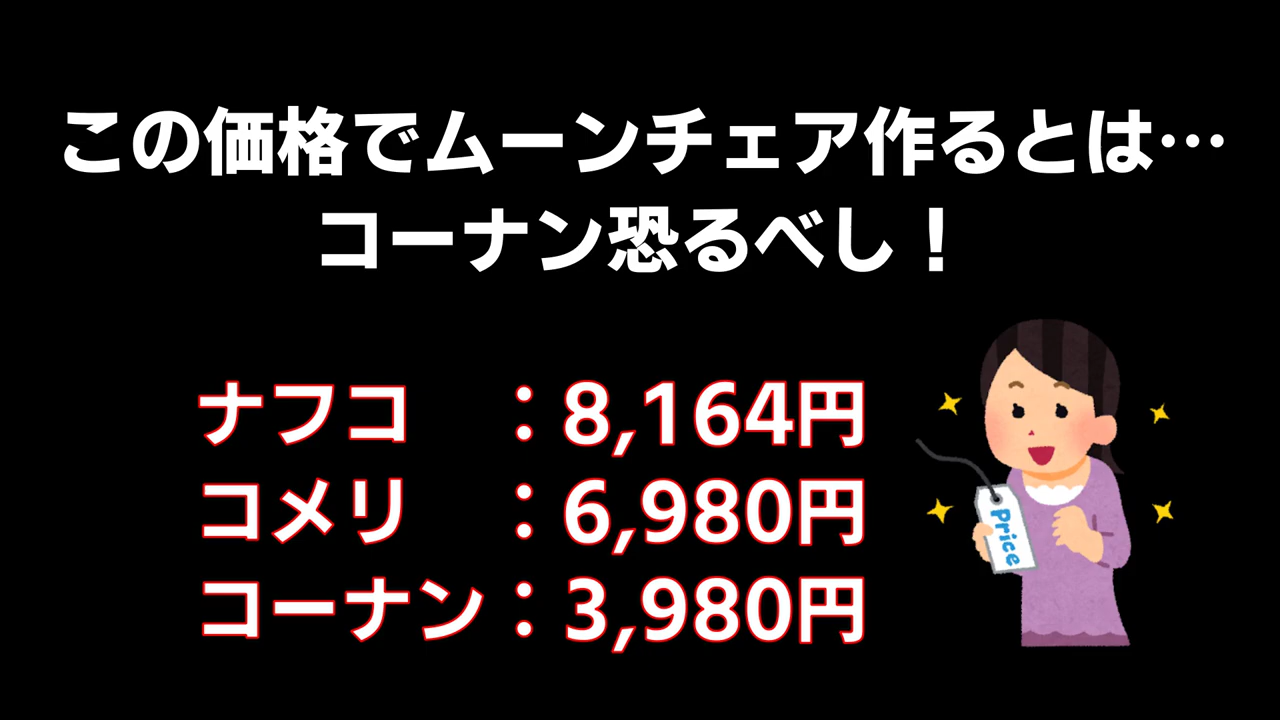 この価格でムーンチェア作るとは…
コーナン恐るべし！
ナフコ　：8,164円
コメリ　：6,980円
コーナン：3,980円
Price